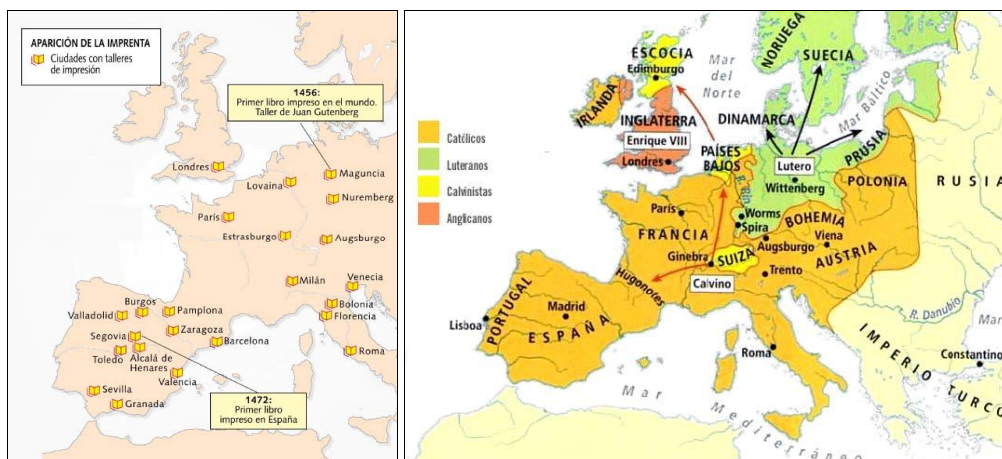 APARICIÓN DE LA IMPRENTA
Ciudades con talleres
de impresión
1456:
Primer libro impreso en el mundo.
Taller de Juan Gutenberg
Londres
Lovaina
Maguncia
Nuremberg
París
Estrasburgo
Augsburgo
Milán
Venecia
Bolonia
Florencia
Burgos
Pamplona
Valladolid
Segovia
Zaragoza
Barcelona
Roma
Toledo
Alcalá de
Henares
Valencia
Sevilla
Granada
1472:
Primer libro
impreso en España
Católicos
Luteranos
Calvinistas
Anglicanos
ESCOCIA
Edimburgo
Mar
del
Norte
NORUEGA
SUECIA
IRLANDA
INGLATERRA
Enrique VIII
Londres
DINAMARCA
Mar Báltico
PAÍSES
BAJOS
Lutero
Wittenberg
PRUSIA
POLONIA
RUSIA
R. Rin
París
Worms
Spira
BOHEMIA
FRANCIA
Augsburgo
Viena
AUSTRIA
Ginebra
SUIZA
Trento
Hugonotes
Calvino
PORTUGAL
Madrid
Lisboa
ESPAÑA
Roma
R. Danubio
Mar
Constantino
IMPERIO TURCO
Mar Mediterráneo